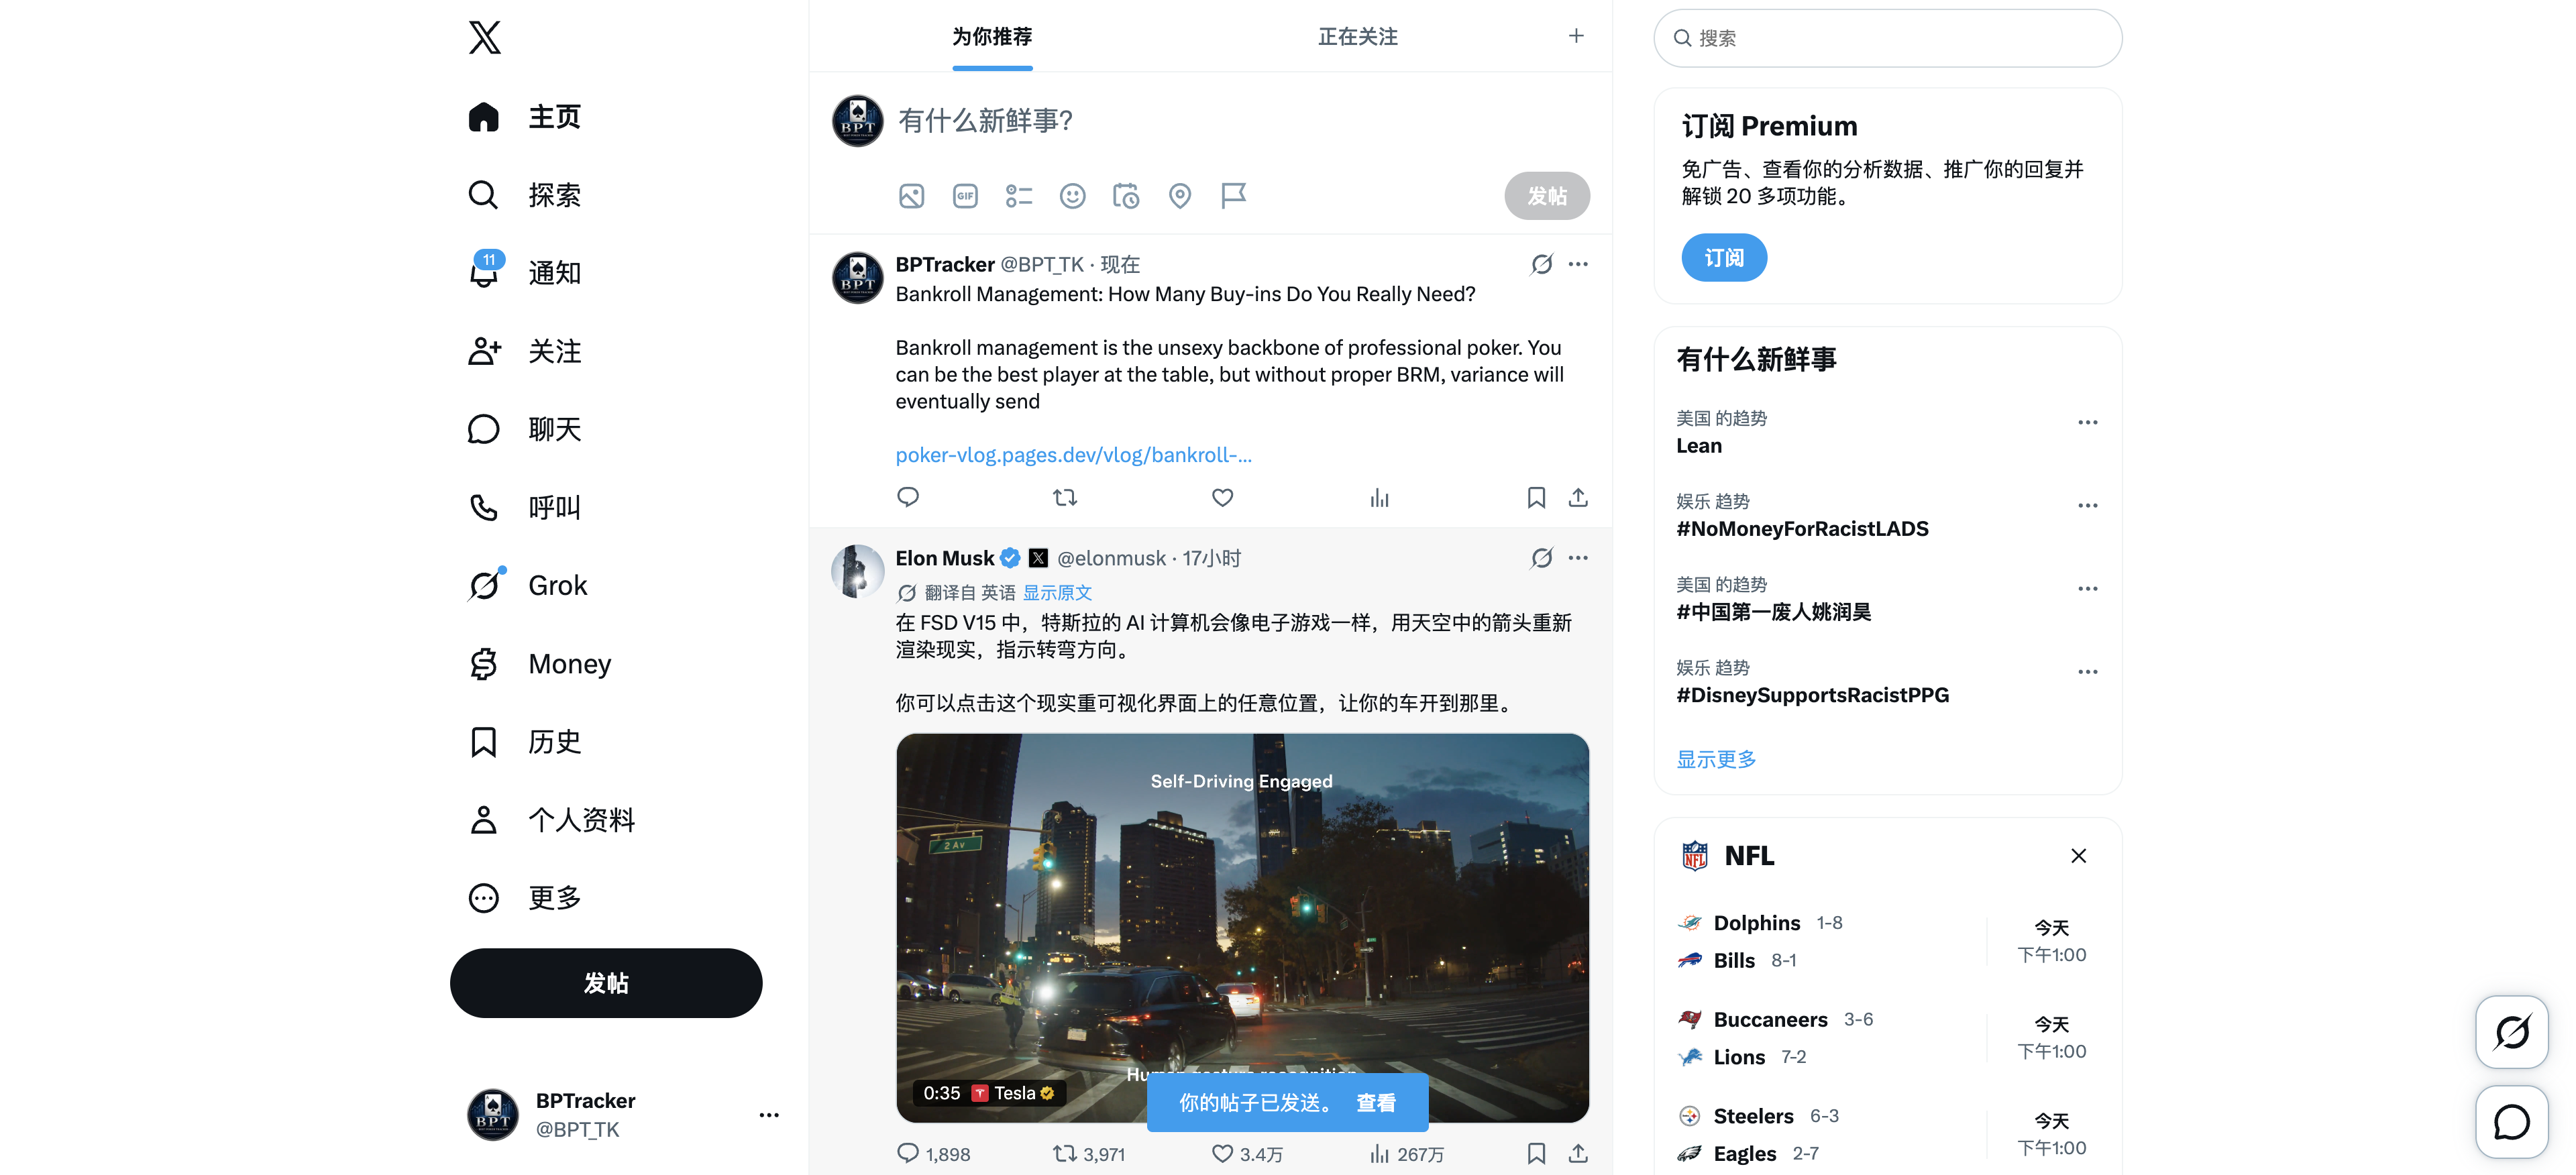 主页
探索
11
通知
关注
聊天
呼叫
Grok
Money
历史
个人资料
更多
发帖
BPTracker
@BPT_TK
为你推荐
正在关注
BPT
有什么新鲜事？
GIF
发帖
BPT
BPTracker @BPT_TK · 现在
Bankroll Management: How Many Buy-ins Do You Really Need?
Bankroll management is the unsexy backbone of professional poker. You
can be the best player at the table, but without proper BRM, variance will
eventually send
poker-vlog.pages.dev/vlog/bankroll-...
Elon Musk @elonmusk · 17小时
翻译自 英语 显示原文
在 FSD V15 中，特斯拉的 AI 计算机会像电子游戏一样，用天空中的箭头重新
渲染现实，指示转弯方向。
你可以点击这个现实重可视化界面上的任意位置，让你的车开到那里。
Self-Driving Engaged
2 Av
0:35 Tesla
你的帖子已发送。 查看
1,898 3,971 3.4万 267万
搜索
订阅 Premium
免广告、查看你的分析数据、推广你的回复并
解锁 20 多项功能。
订阅
有什么新鲜事
美国 的趋势
Lean
娱乐 趋势
#NoMoneyForRacistLADS
美国 的趋势
#中国第一废人姚润昊
娱乐 趋势
#DisneySupportsRacistPPG
显示更多
NFL
Dolphins 1-8
Bills 8-1
今天
下午1:00
Buccaneers 3-6
Lions 7-2
今天
下午1:00
Steelers 6-3
Eagles 2-7
今天
下午1:00